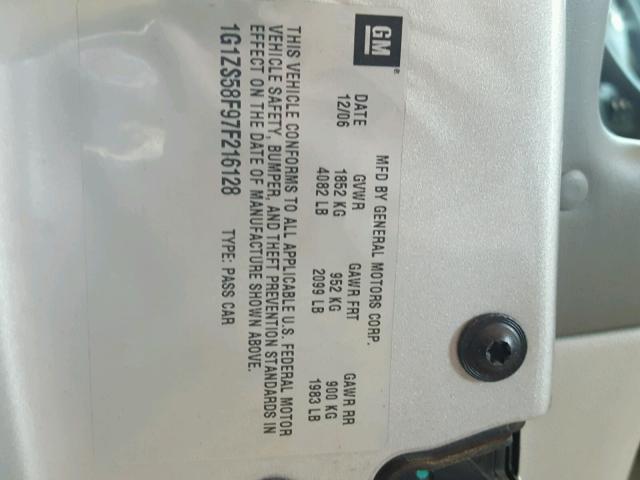 GM®
MFD BY GENERAL MOTORS CORP.
DATE GVWR GAWR FRT GAWR RR
12/06 1852 KG 952 KG 900 KG
4082 LB 2099 LB 1983 LB
THIS VEHICLE CONFORMS TO ALL APPLICABLE U.S. FEDERAL MOTOR
VEHICLE SAFETY, BUMPER, AND THEFT PREVENTION STANDARDS IN
EFFECT ON THE DATE OF MANUFACTURE SHOWN ABOVE.
1G1ZS58F97F216128 TYPE: PASS CAR